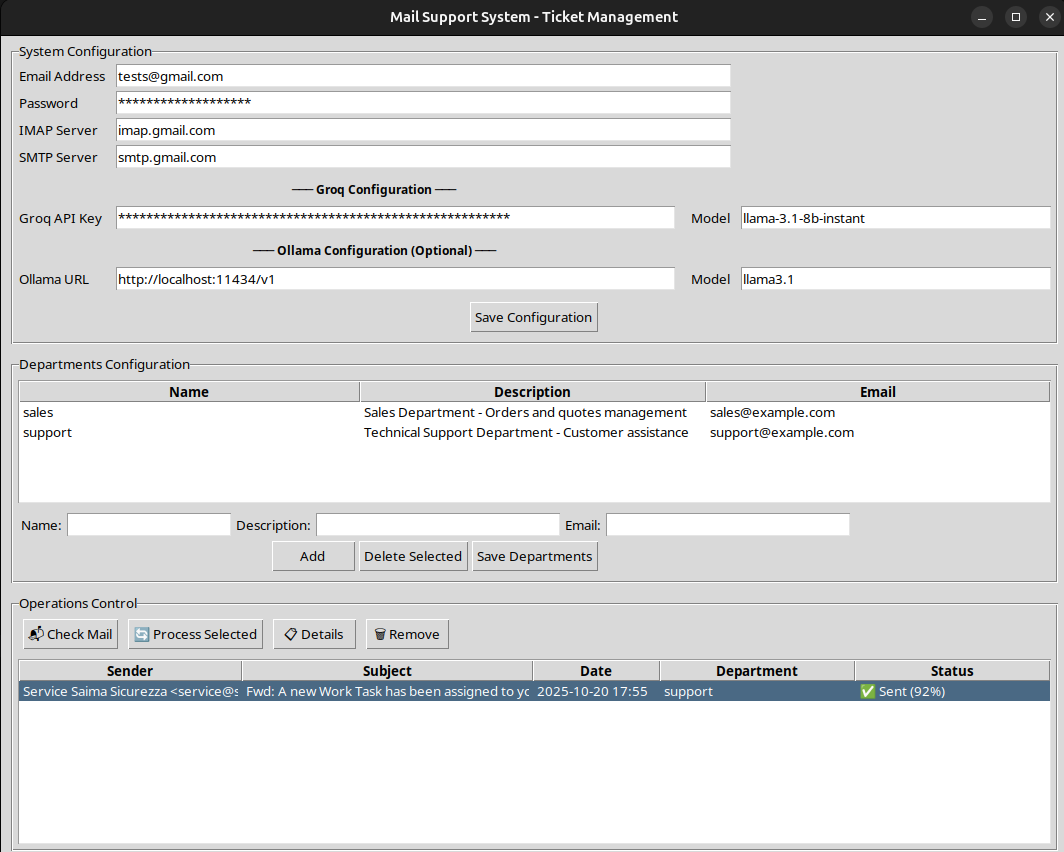 Mail Support System - Ticket Management
System Configuration
Email Address tests@gmail.com
Password *******************
IMAP Server imap.gmail.com
SMTP Server smtp.gmail.com
─── Groq Configuration ───
Groq API Key ******************************************************** Model llama-3.1-8b-instant
─── Ollama Configuration (Optional) ───
Ollama URL http://localhost:11434/v1 Model llama3.1
Save Configuration
Departments Configuration
Name Description Email
sales Sales Department - Orders and quotes management sales@example.com
support Technical Support Department - Customer assistance support@example.com
Name: Description: Email:
Add Delete Selected Save Departments
Operations Control
📬 Check Mail 🔄 Process Selected 📋 Details 🗑 Remove
Sender Subject Date Department Status
Service Saima Sicurezza <service@s Fwd: A new Work Task has been assigned to yo 2025-10-20 17:55 support ✅ Sent (92%)